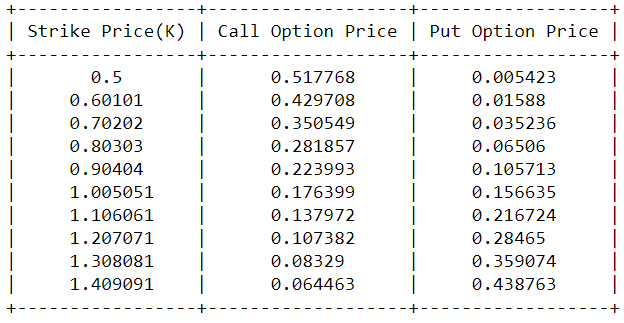 Strike Price(K) | Call Option Price | Put Option Price
0.5 | 0.517768 | 0.005423
0.60101 | 0.429708 | 0.01588
0.70202 | 0.350549 | 0.035236
0.80303 | 0.281857 | 0.06506
0.90404 | 0.223993 | 0.105713
1.005051 | 0.176399 | 0.156635
1.106061 | 0.137972 | 0.216724
1.207071 | 0.107382 | 0.28465
1.308081 | 0.08329 | 0.359074
1.409091 | 0.064463 | 0.438763